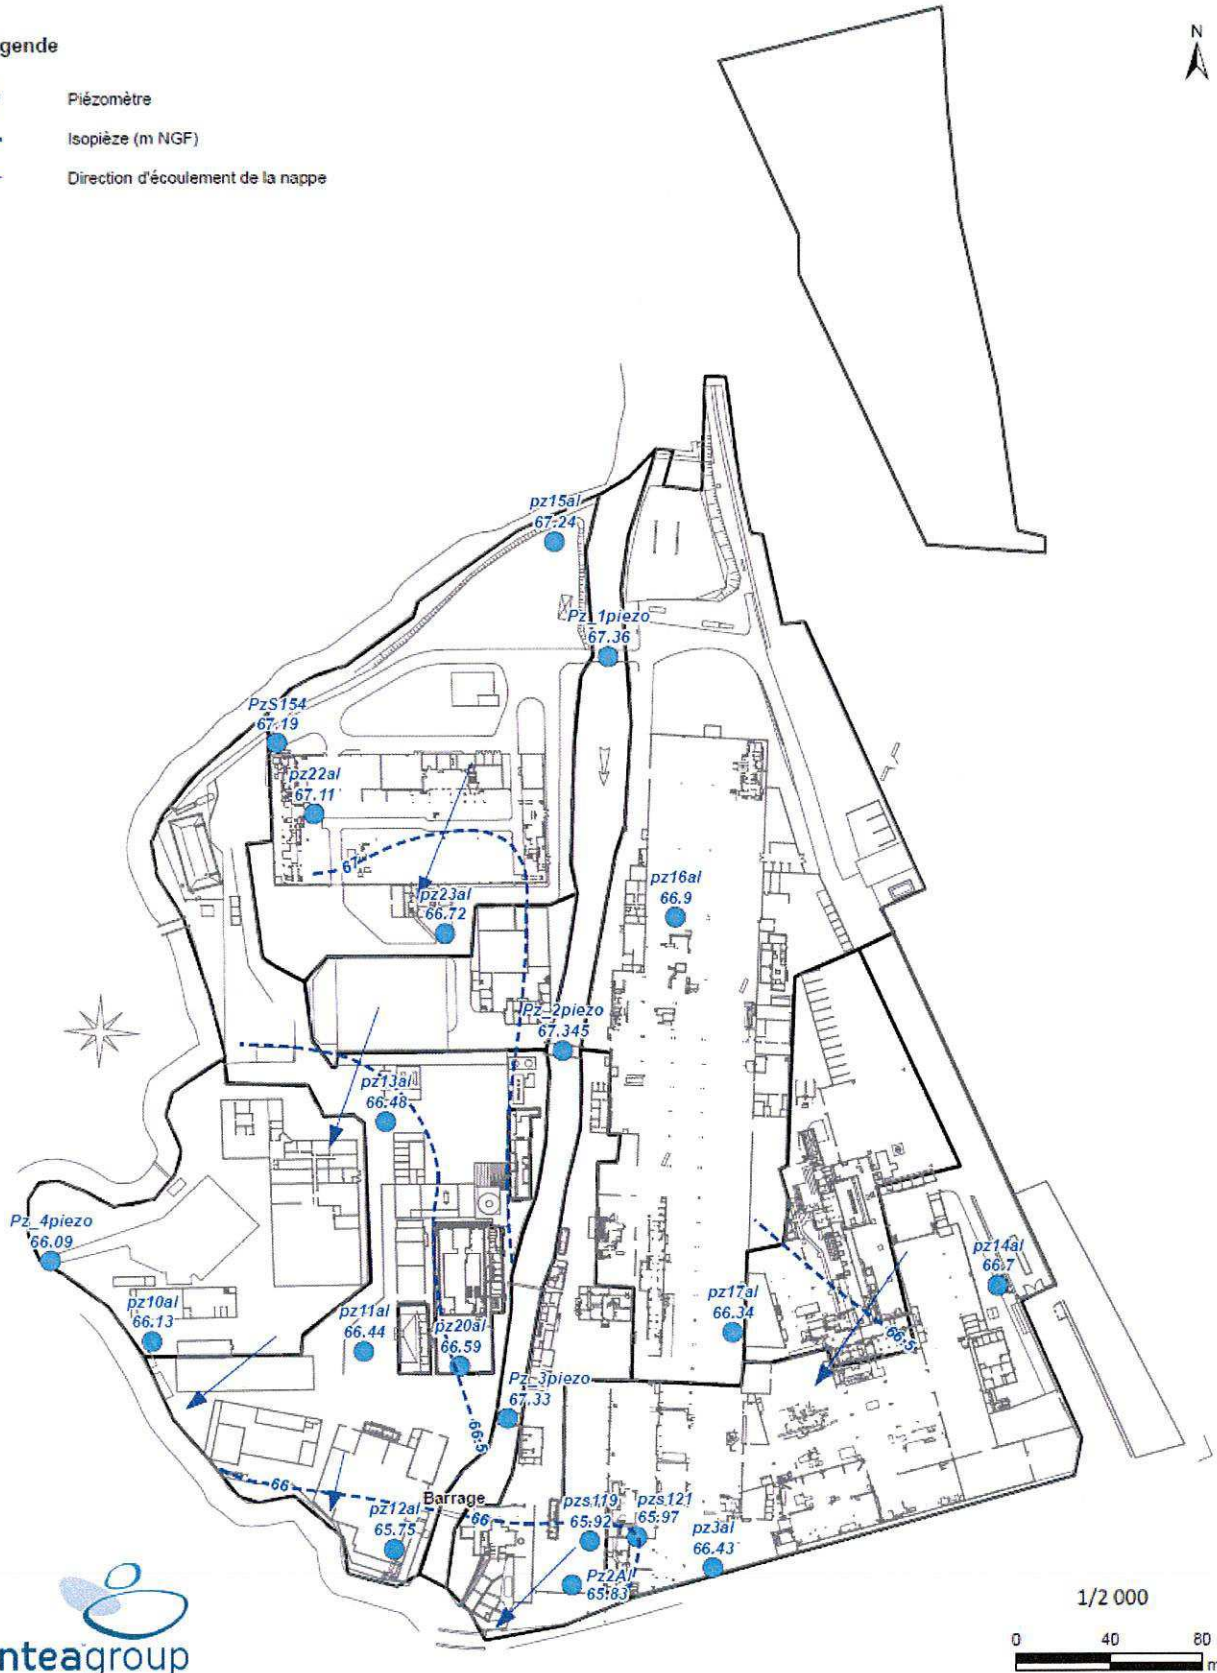 gende
N
Piézomètre
Isopièze (m NGF)
Direction d'écoulement de la nappe
pz15al
67.24
Pz_1piezo
67.36
PzS154
67.19
pz22al
67.11
67
pz16al
66.9
pz23al
66.72
Pz_2piezo
67.345
pz13al
66.48
Pz_4piezo
66.09
pz14al
66.7
pz10al
66.13
pz11al
66.44
pz20al
66.59
pz17al
66.34
66.5
Pz_3piezo
67.33
66.5
66
Barrage
66
pz12al
65.75
pzs119
65.92
pzs121
65.97
pz3al
66.43
Pz2Al
65.83
1/2 000
0 40 80
m
nteagroup